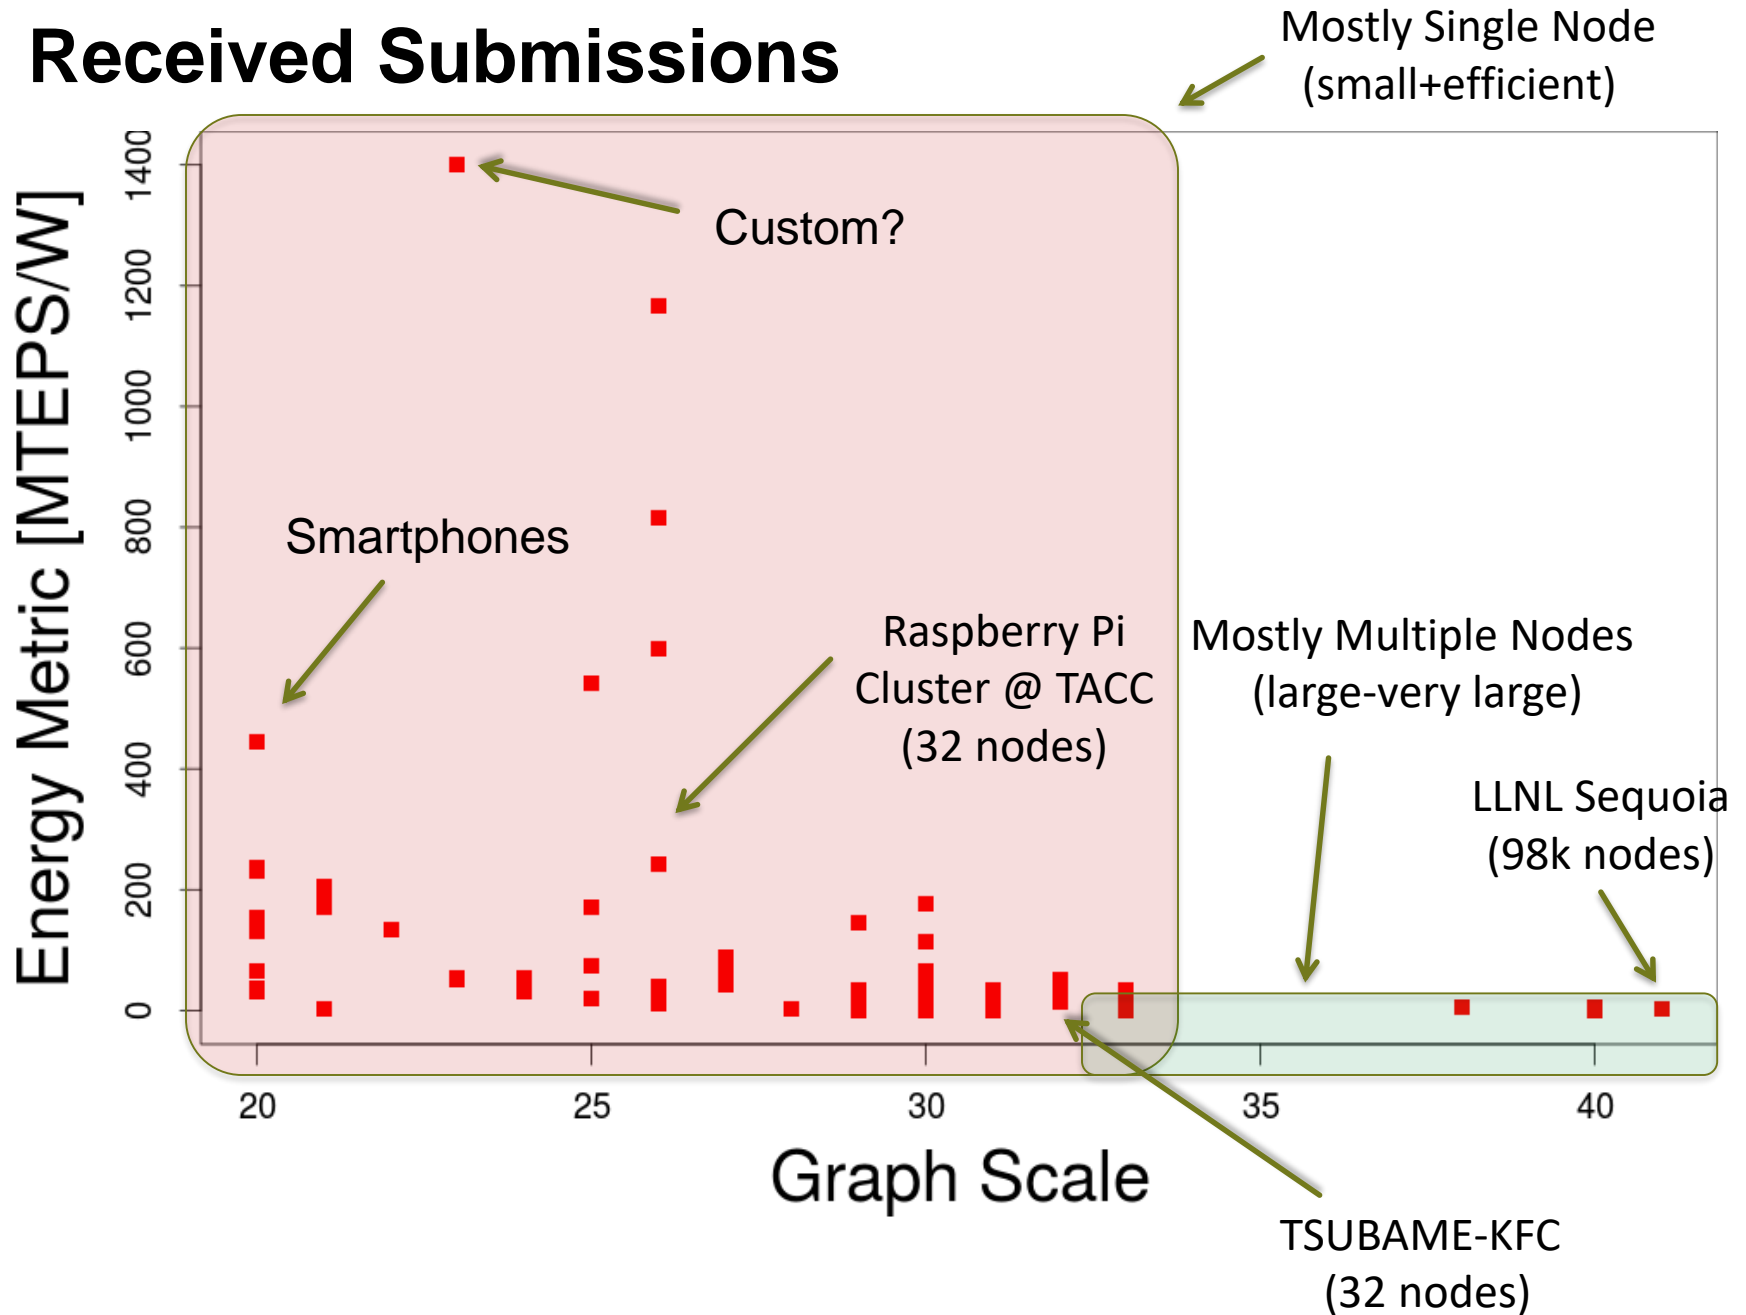 Received Submissions
Mostly Single Node
(small+efficient)
Custom?
Smartphones
Raspberry Pi
Cluster @ TACC
(32 nodes)
Mostly Multiple Nodes
(large-very large)
LLNL Sequoia
(98k nodes)
Energy Metric [MTEPS/W]
1400
1200
1000
800
600
400
200
0
20
25
30
35
40
Graph Scale
TSUBAME-KFC
(32 nodes)